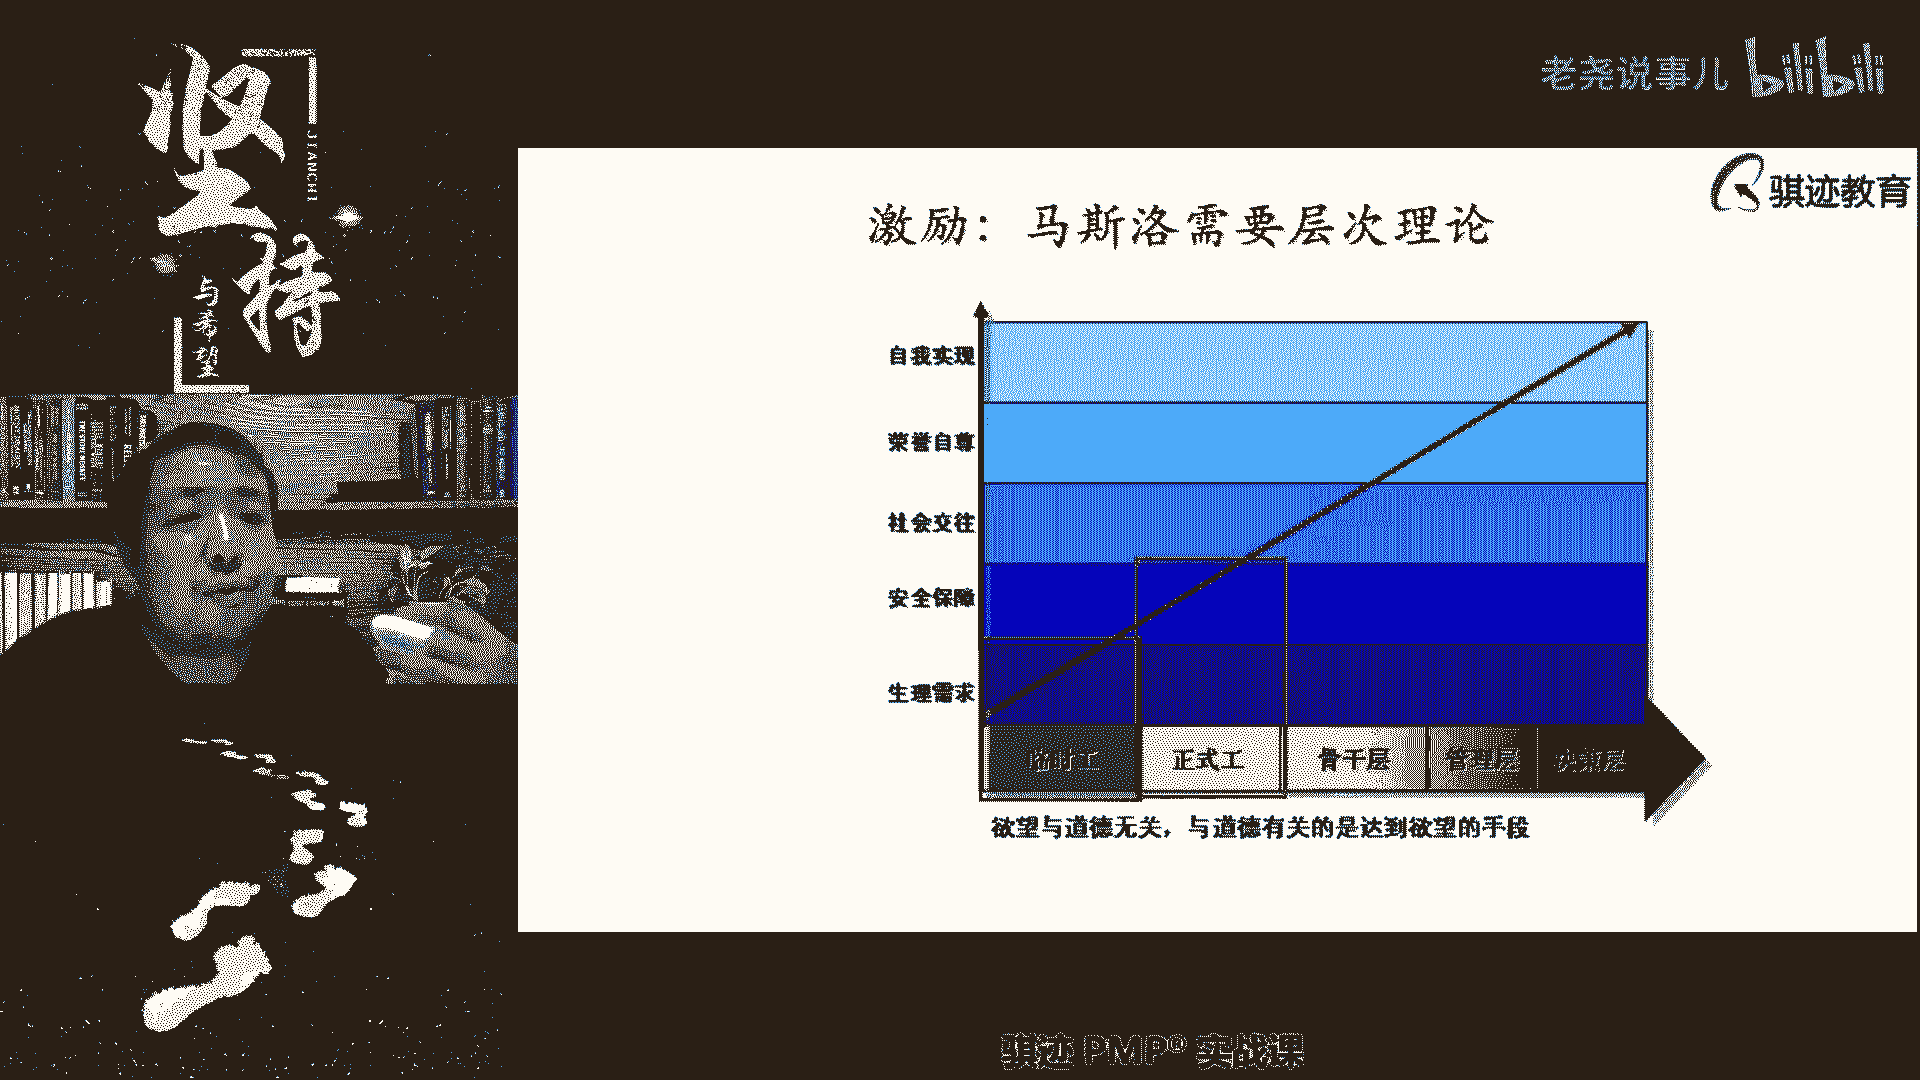 坚持
JIANCHI
与希望
老尧说事儿 bilibili
骐迹教育
激励：马斯洛需要层次理论
自我实现
荣誉自尊
社会交往
安全保障
生理需求
临时工 正式工 骨干层 管理层 决策层
欲望与道德无关，与道德有关的是达到欲望的手段
骐迹 PMP® 实战课